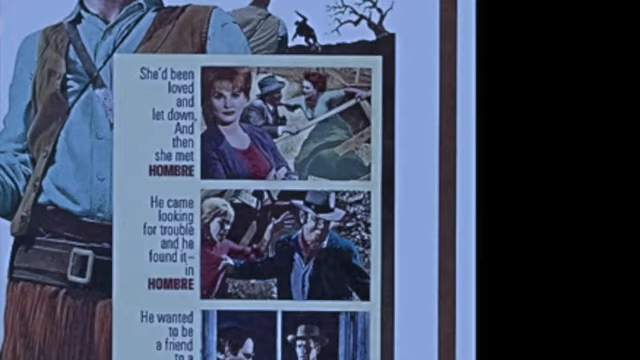 She'd been
loved
and
let down,
And
then
she met
HOMBRE
He came
looking
for trouble
and he
found it–
in
HOMBRE
He wanted
to be
a friend
to a